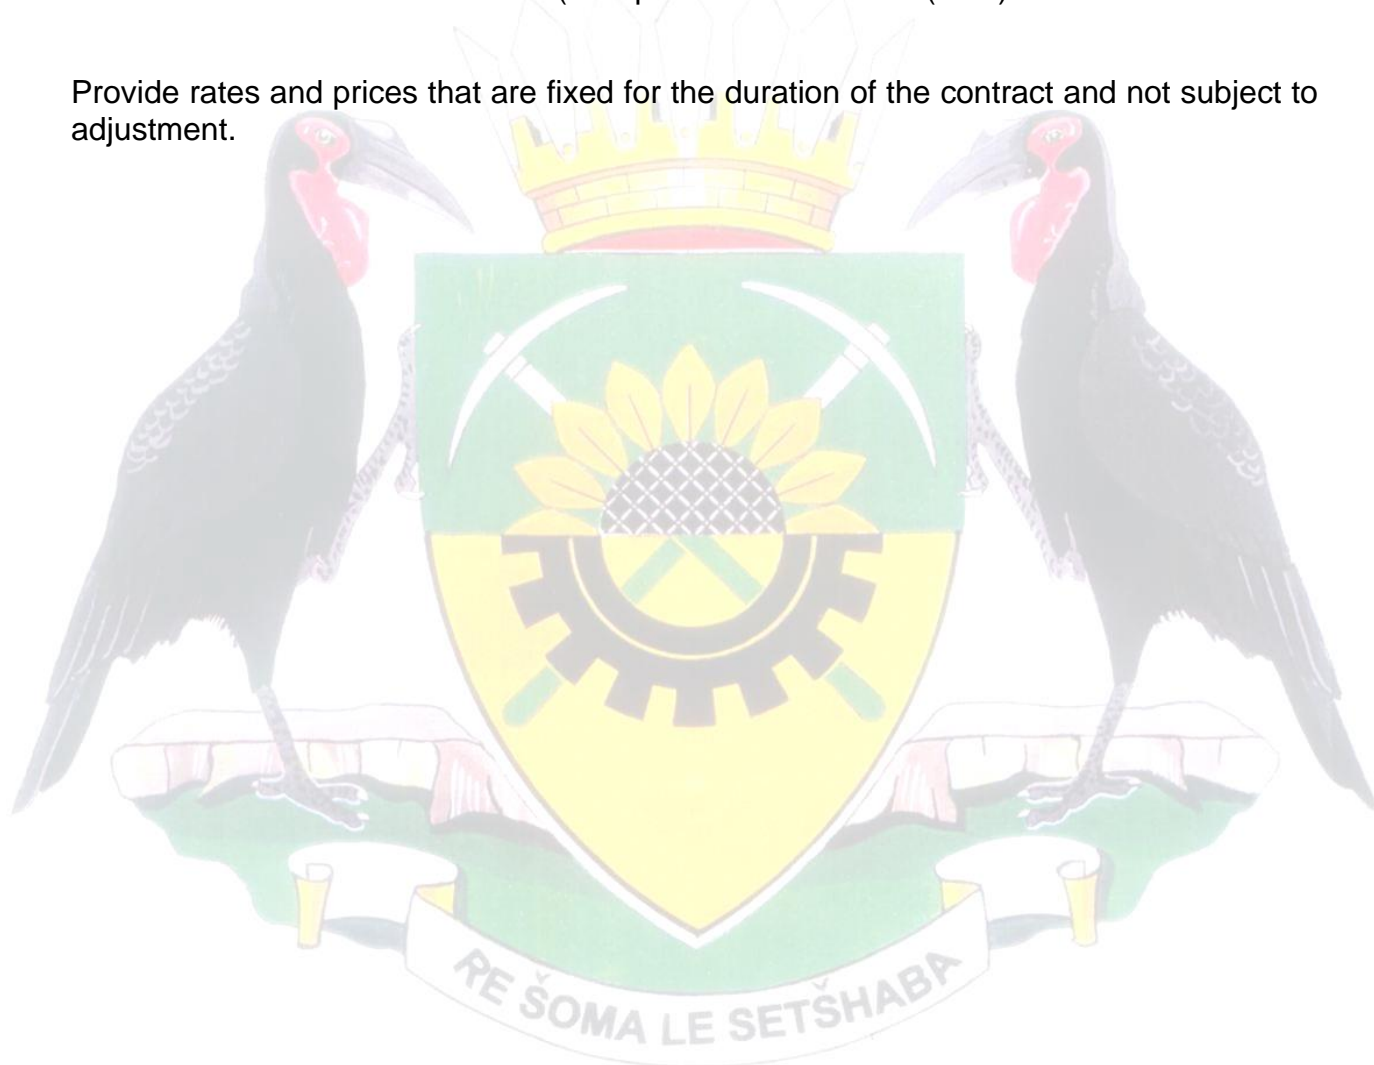 Provide rates and prices that are fixed for the duration of the contract and not subject to
adjustment.
RE ŠOMA LE SETŠHABA